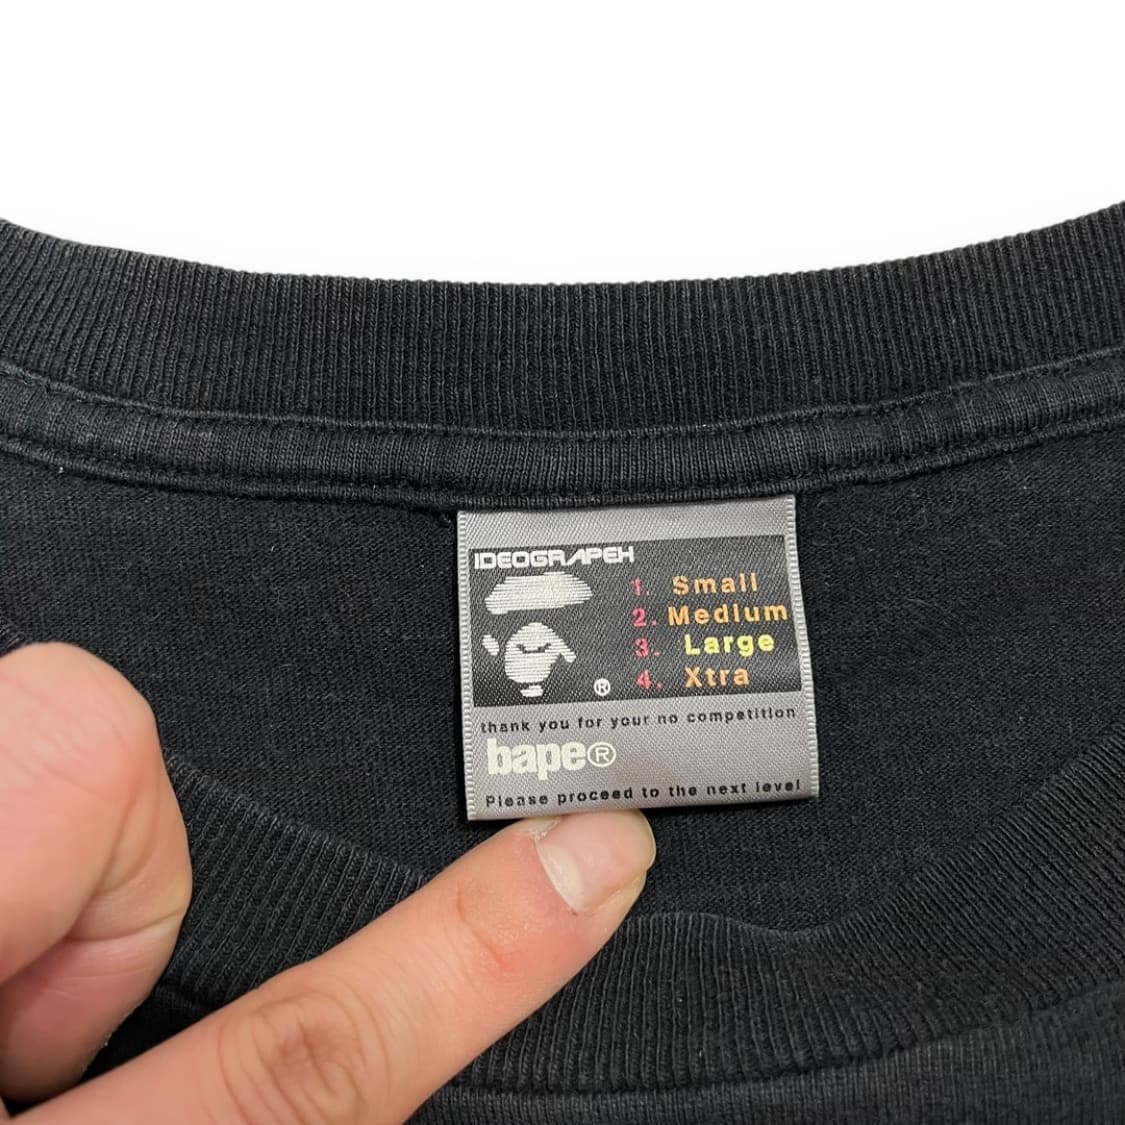 IDEOGRAPEH
1. Small
2. Medium
3. Large
4. Xtra
®
thank you for your no competition
bape®
Please proceed to the next level